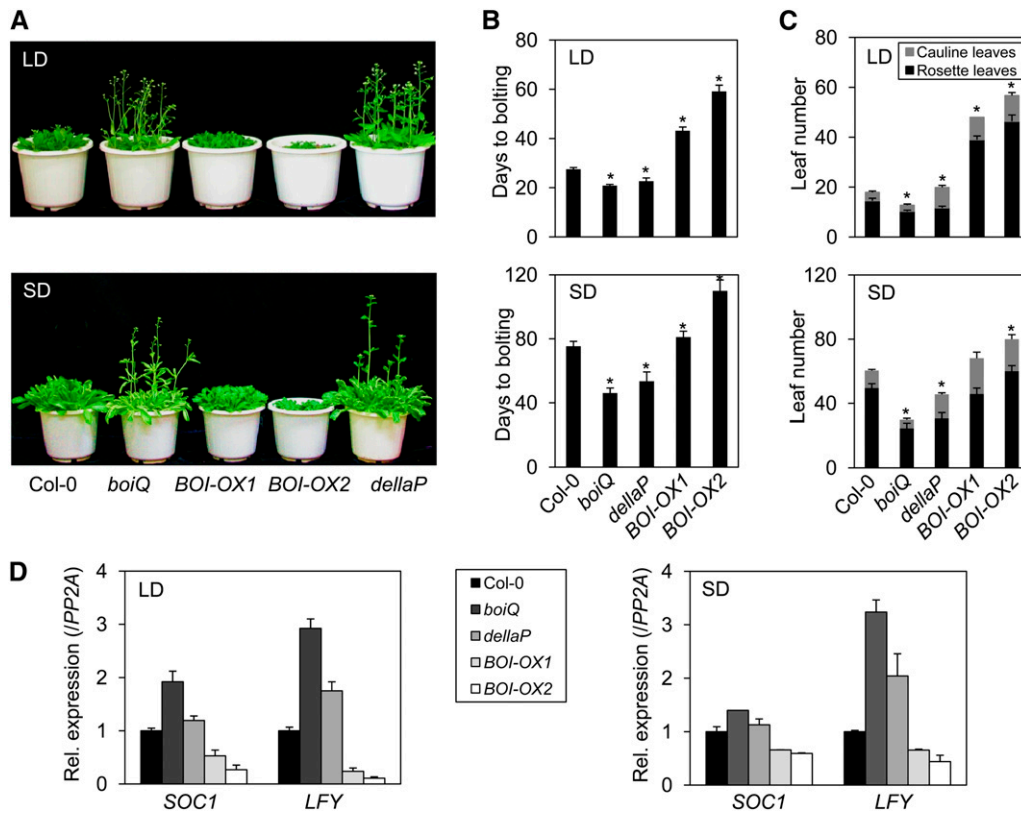 A
LD
SD
Col-0 boiQ BOI-OX1 BOI-OX2 dellaP
B
80
60
40
20
0
Days to bolting
LD
*
*
*
*
120
80
40
0
Days to bolting
SD
*
*
*
*
Col-0 boiQ dellaP BOI-OX1 BOI-OX2
C
80
60
40
20
0
Leaf number
LD
Cauline leaves
Rosette leaves
*
*
*
*
120
80
40
0
Leaf number
SD
*
*
*
Col-0 boiQ dellaP BOI-OX1 BOI-OX2
D
4
3
2
1
0
Rel. expression (/PP2A)
LD
SOC1 LFY
Col-0
boiQ
dellaP
BOI-OX1
BOI-OX2
4
3
2
1
0
Rel. expression (/PP2A)
SD
SOC1 LFY